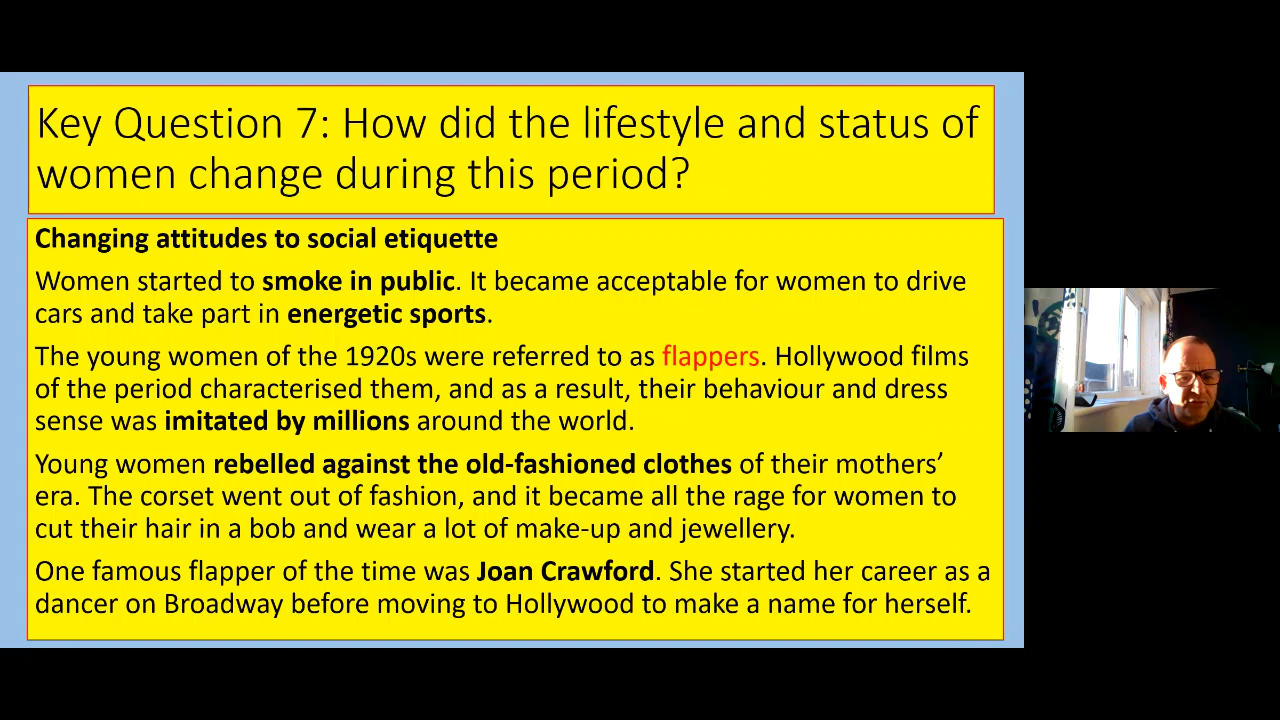 Key Question 7: How did the lifestyle and status of
women change during this period?
Changing attitudes to social etiquette
Women started to smoke in public. It became acceptable for women to drive
cars and take part in energetic sports.
The young women of the 1920s were referred to as flappers. Hollywood films
of the period characterised them, and as a result, their behaviour and dress
sense was imitated by millions around the world.
Young women rebelled against the old-fashioned clothes of their mothers’
era. The corset went out of fashion, and it became all the rage for women to
cut their hair in a bob and wear a lot of make-up and jewellery.
One famous flapper of the time was Joan Crawford. She started her career as a
dancer on Broadway before moving to Hollywood to make a name for herself.